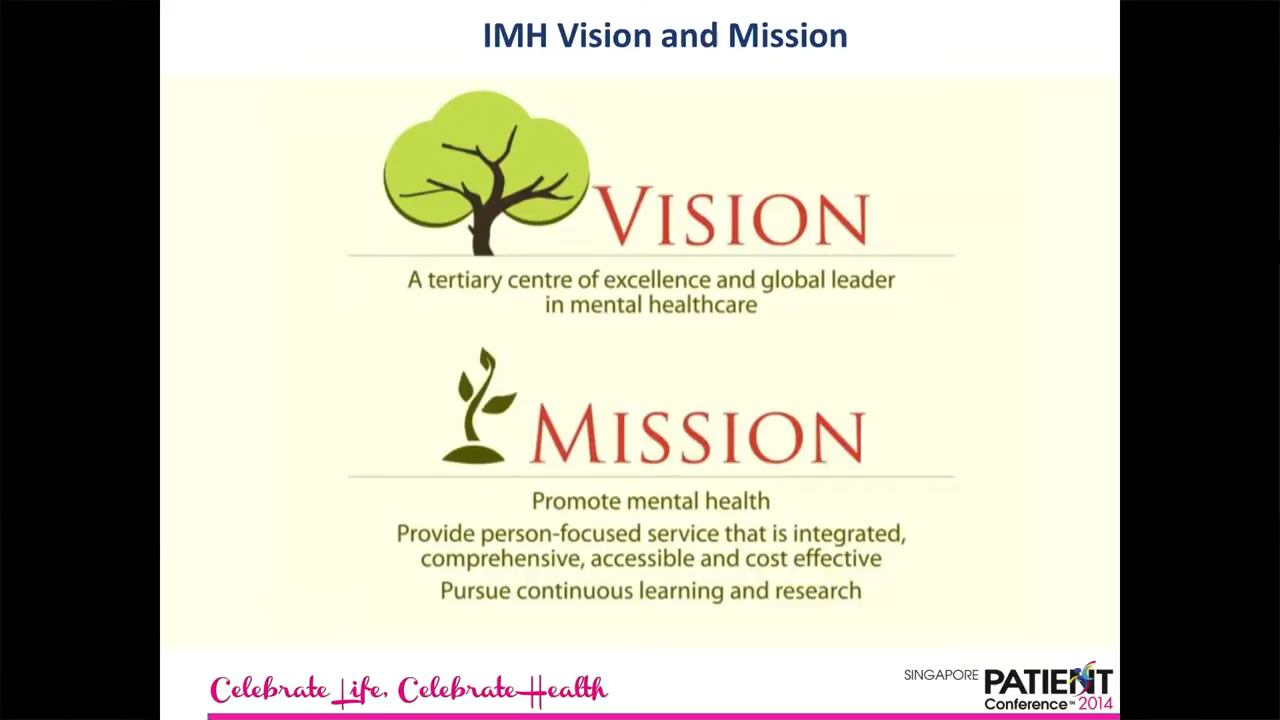 IMH Vision and Mission
VISION
A tertiary centre of excellence and global leader
in mental healthcare
MISSION
Promote mental health
Provide person-focused service that is integrated,
comprehensive, accessible and cost effective
Pursue continuous learning and research
Celebrate Life, Celebrate Health
SINGAPORE PATIENT
Conference™ 2014